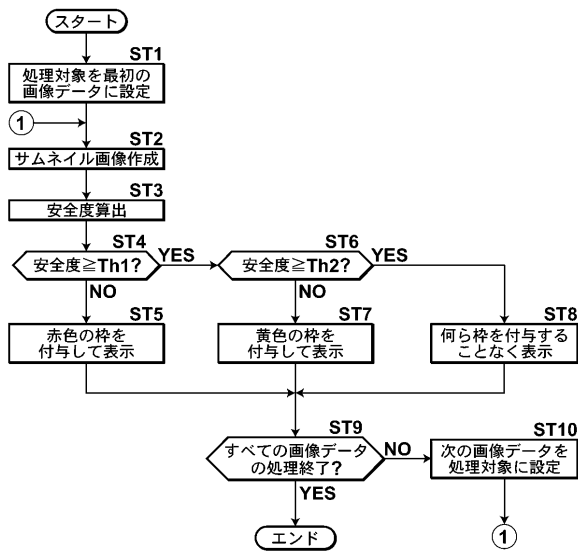 スタート
ST1
処理対象を最初の
画像データに設定
1
ST2
サムネイル画像作成
ST3
安全度算出
ST4
安全度≧Th1?
YES
NO
ST6
安全度≧Th2?
YES
NO
ST5
赤色の枠を
付与して表示
ST7
黄色の枠を
付与して表示
ST8
何ら枠を付与する
ことなく表示
ST9
すべての画像データ
の処理終了?
NO
YES
ST10
次の画像データを
処理対象に設定
エンド
1